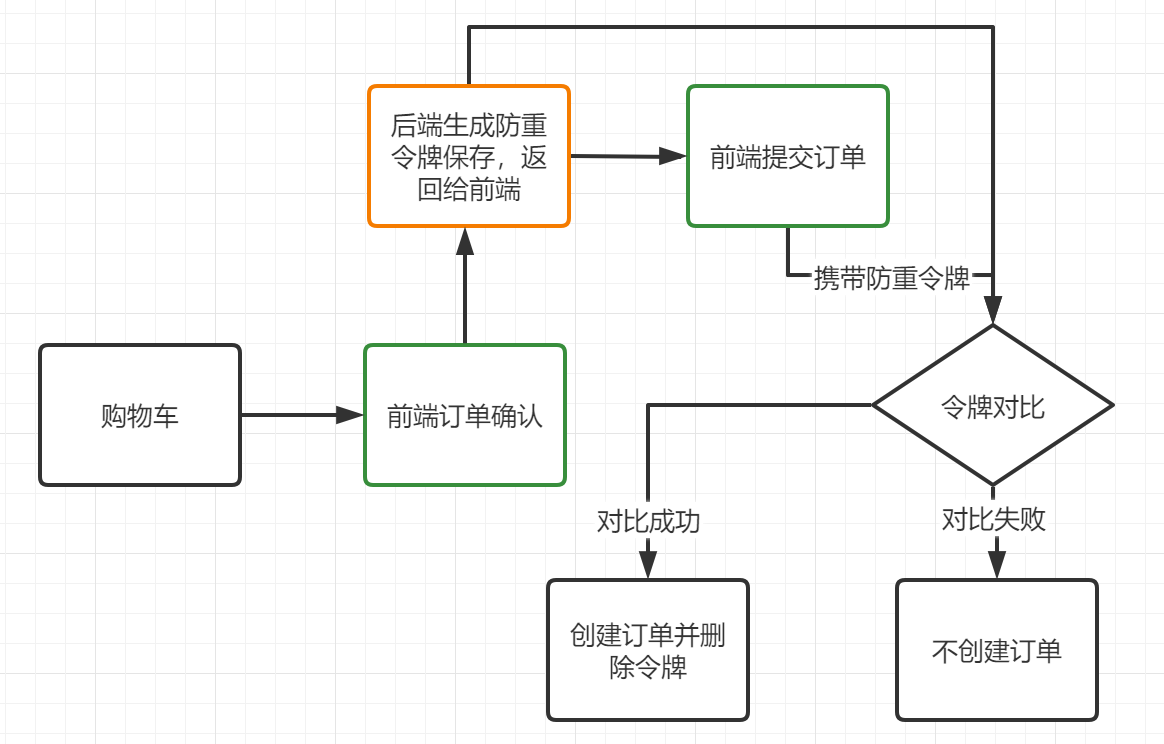 后端生成防重
令牌保存，返
回给前端
前端提交订单
携带防重令牌
购物车
前端订单确认
令牌对比
对比成功
对比失败
创建订单并删
除令牌
不创建订单